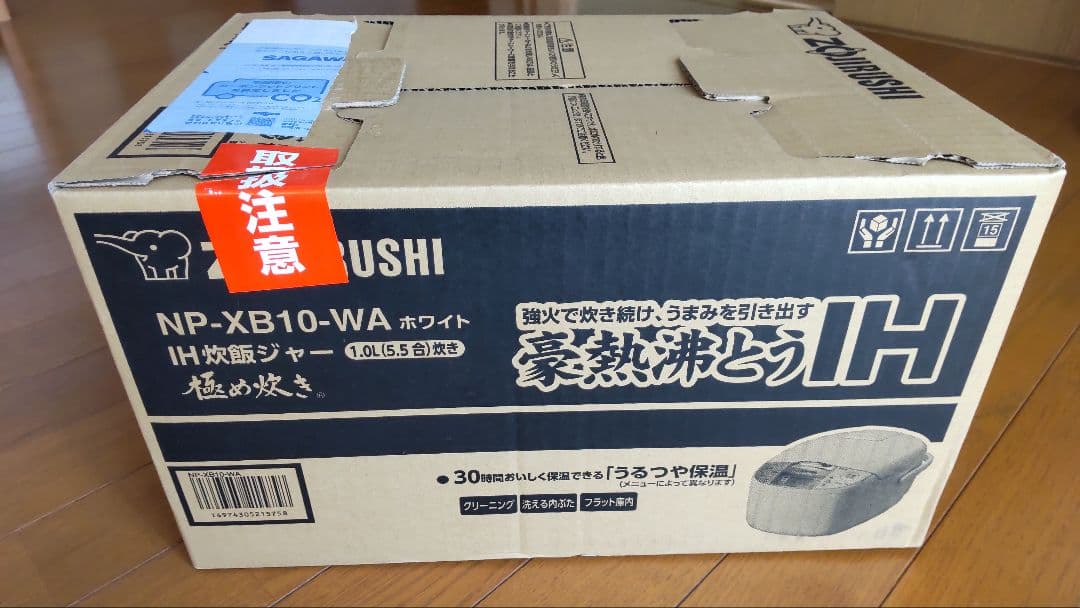 SAGAWA
ZOJIRUSHI
取扱注意
RUSHI
15
NP-XB10-WA ホワイト
IH炊飯ジャー 1.0L(5.5合)炊き
極め炊き®
強火で炊き続け、うまみを引き出す
豪熱沸とうIH
NP-XB10-WA
4974305215758
●30時間おいしく保温できる「うるつや保温」
(メニューによって異なります)
クリーニング 洗える内ぶた フラット庫内